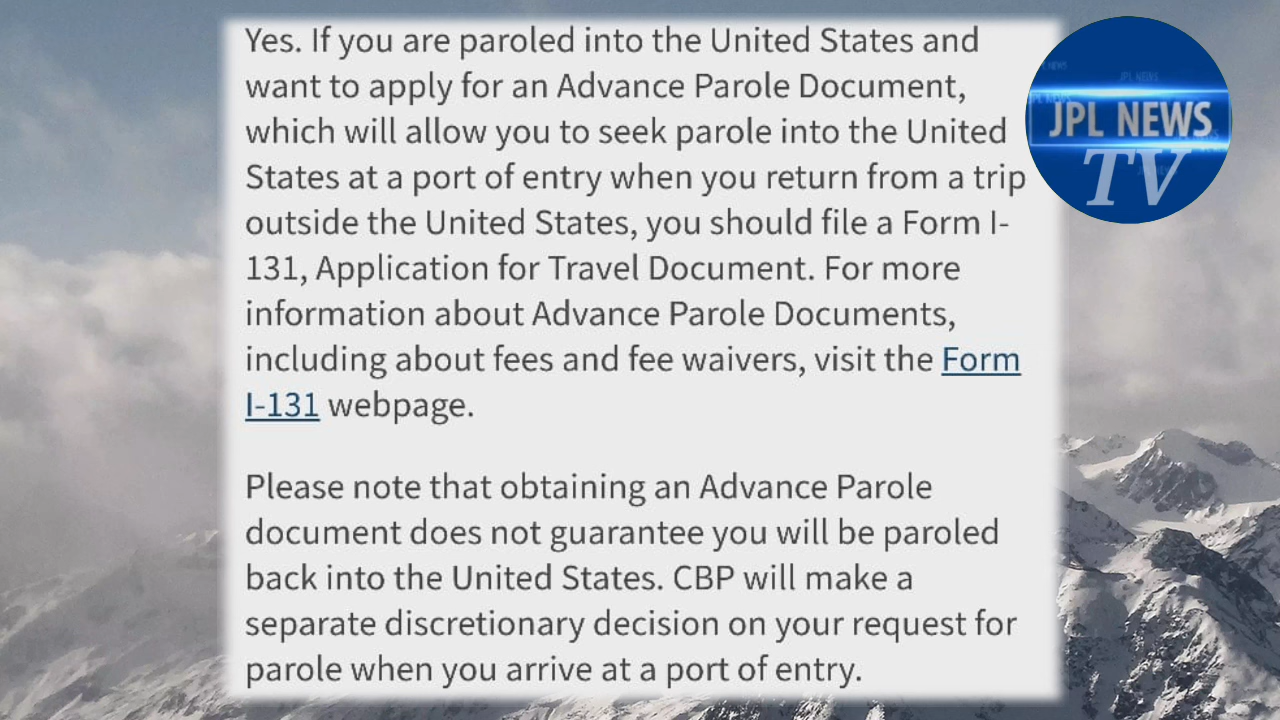 Yes. If you are paroled into the United States and
want to apply for an Advance Parole Document,
which will allow you to seek parole into the United
States at a port of entry when you return from a trip
outside the United States, you should file a Form I-
131, Application for Travel Document. For more
information about Advance Parole Documents,
including about fees and fee waivers, visit the Form
I-131 webpage.
Please note that obtaining an Advance Parole
document does not guarantee you will be paroled
back into the United States. CBP will make a
separate discretionary decision on your request for
parole when you arrive at a port of entry.
JPL NEWS
JPL NEWS
TV